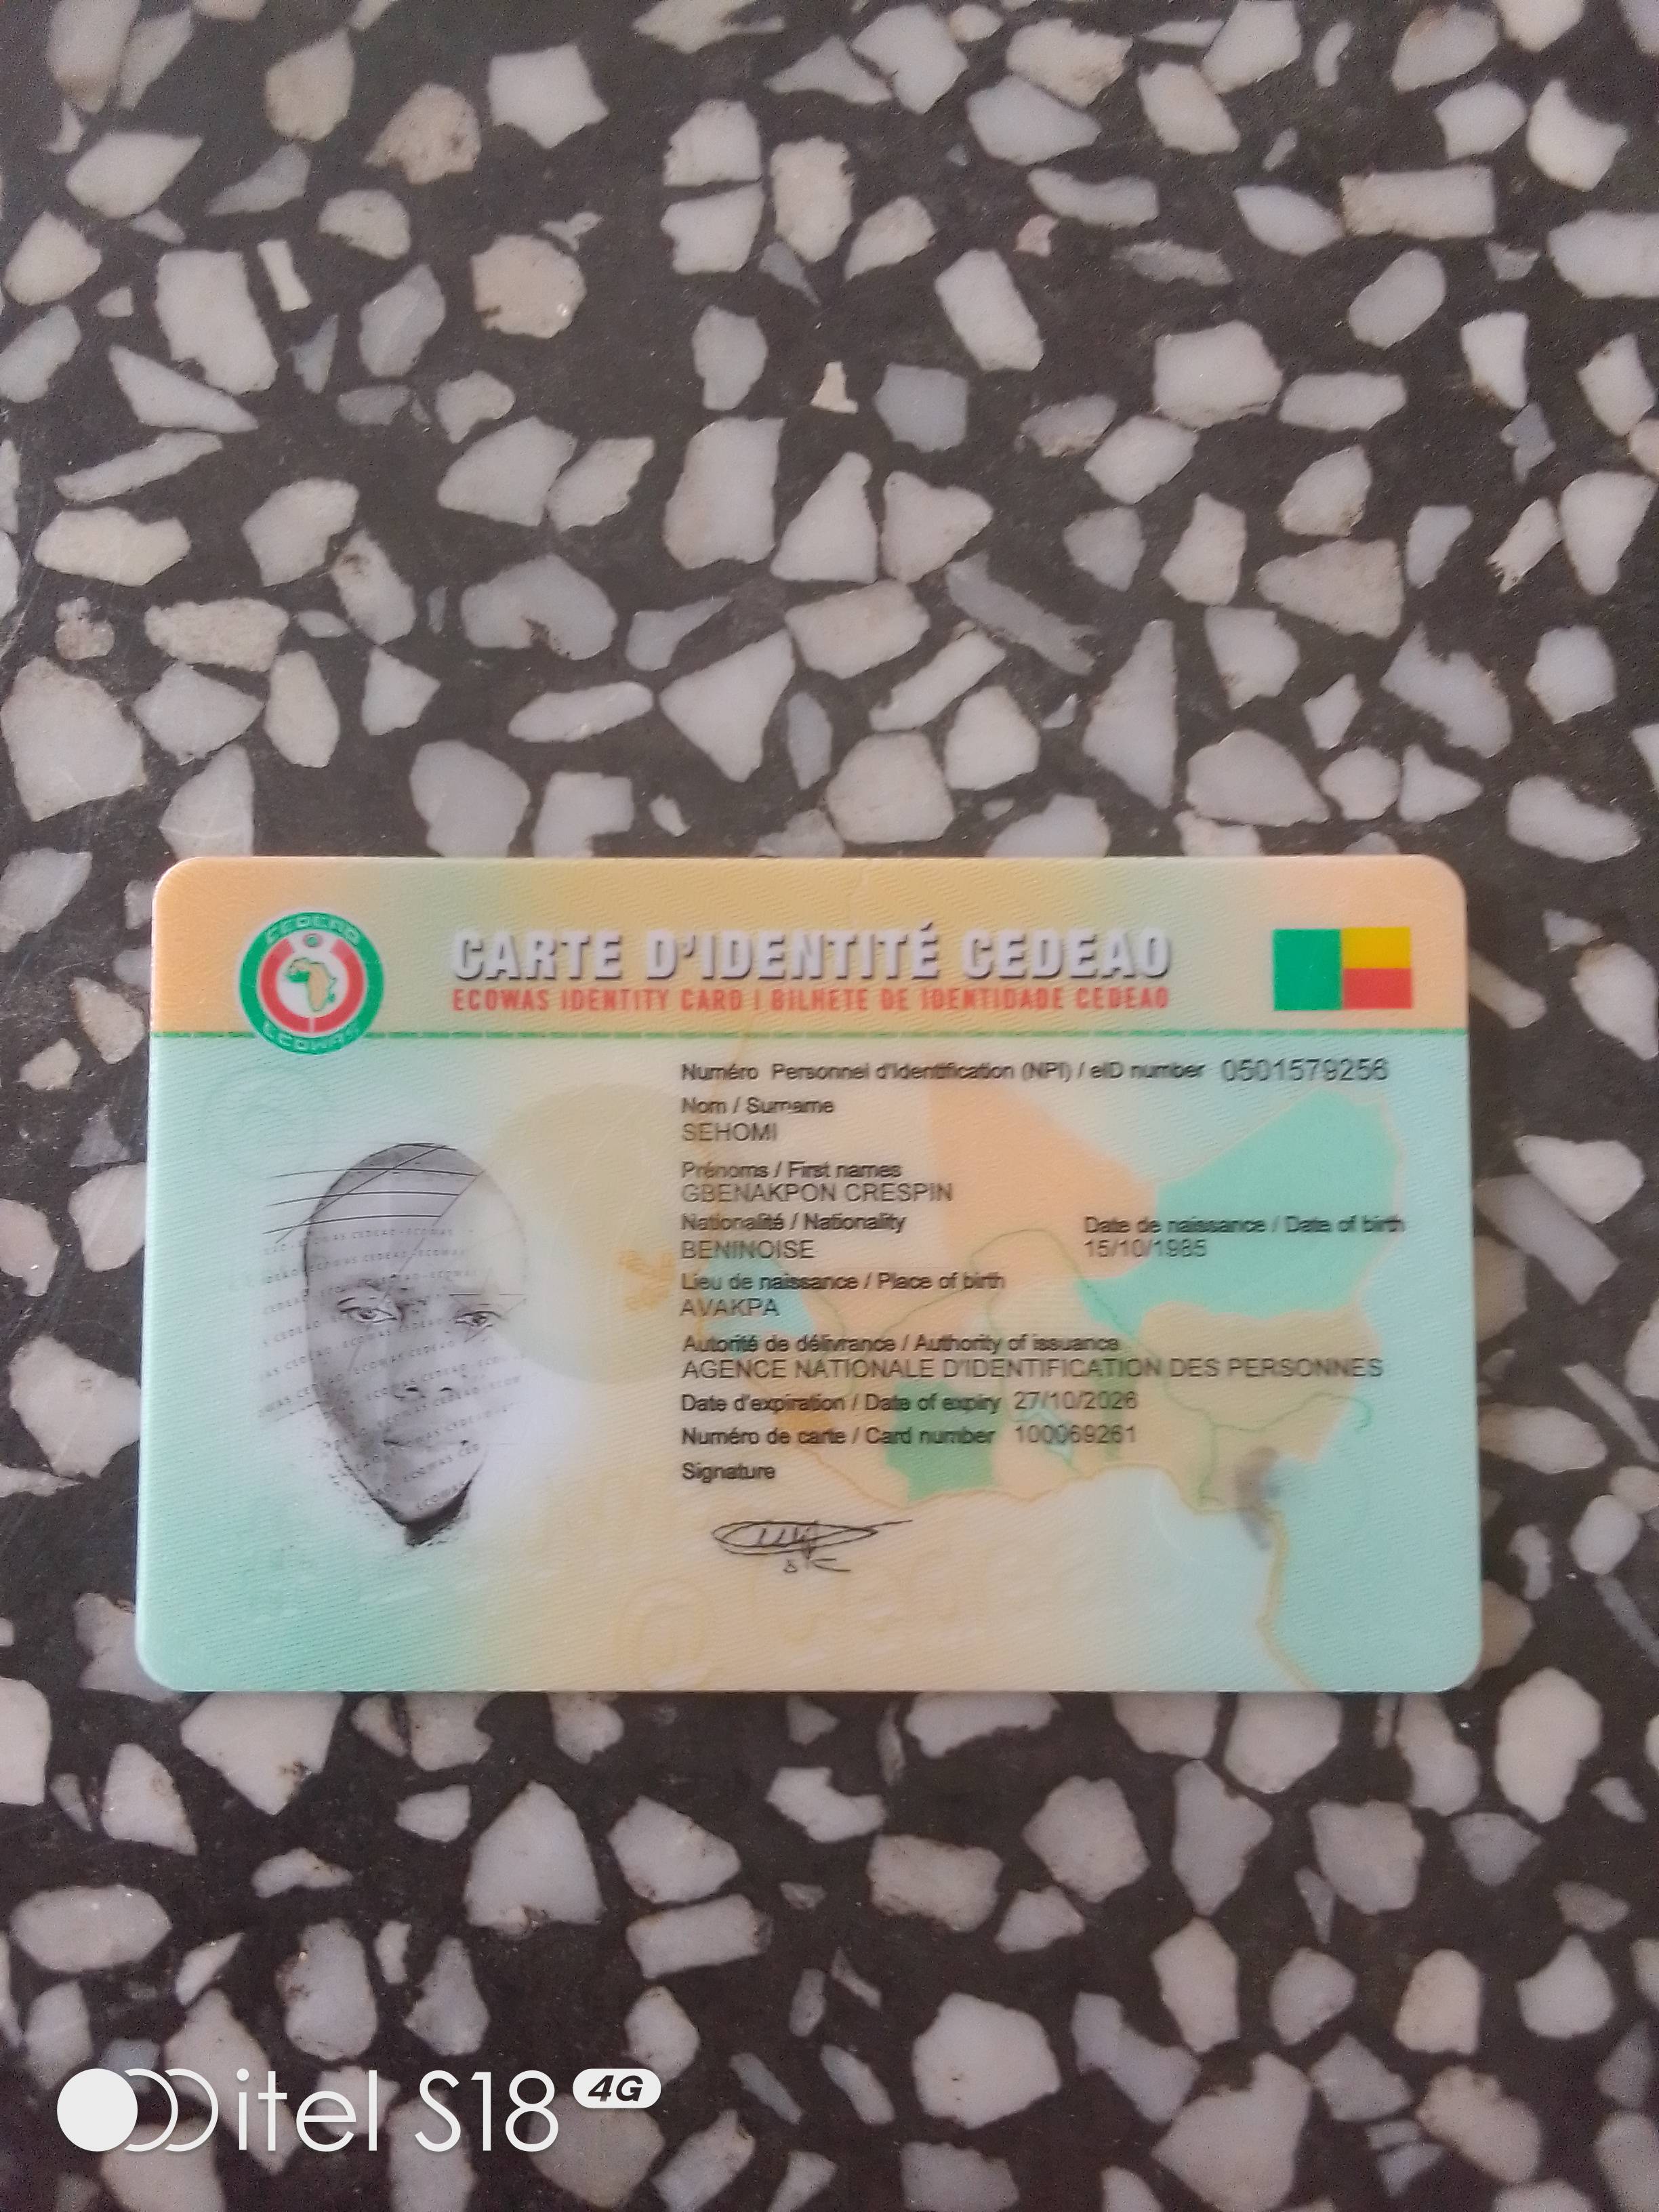 CEDEAO
ECOWAS
CARTE D'IDENTITÉ CEDEAO
ECOWAS IDENTITY CARD | BILHETE DE IDENTIDADE CEDEAO
Numéro Personnel d'Identification (NPI) / eID number 0501579256
Nom / Surname
SEHOMI
Prénoms / First names
GBENAKPON CRESPIN
Nationalité / Nationality
BENINOISE
Date de naissance / Date of birth
15/10/1985
Lieu de naissance / Place of birth
AVAKPA
Autorité de délivrance / Authority of issuance
AGENCE NATIONALE D'IDENTIFICATION DES PERSONNES
Date d'expiration / Date of expiry 27/10/2026
Numéro de carte / Card number 100069261
Signature
itel S18 4G